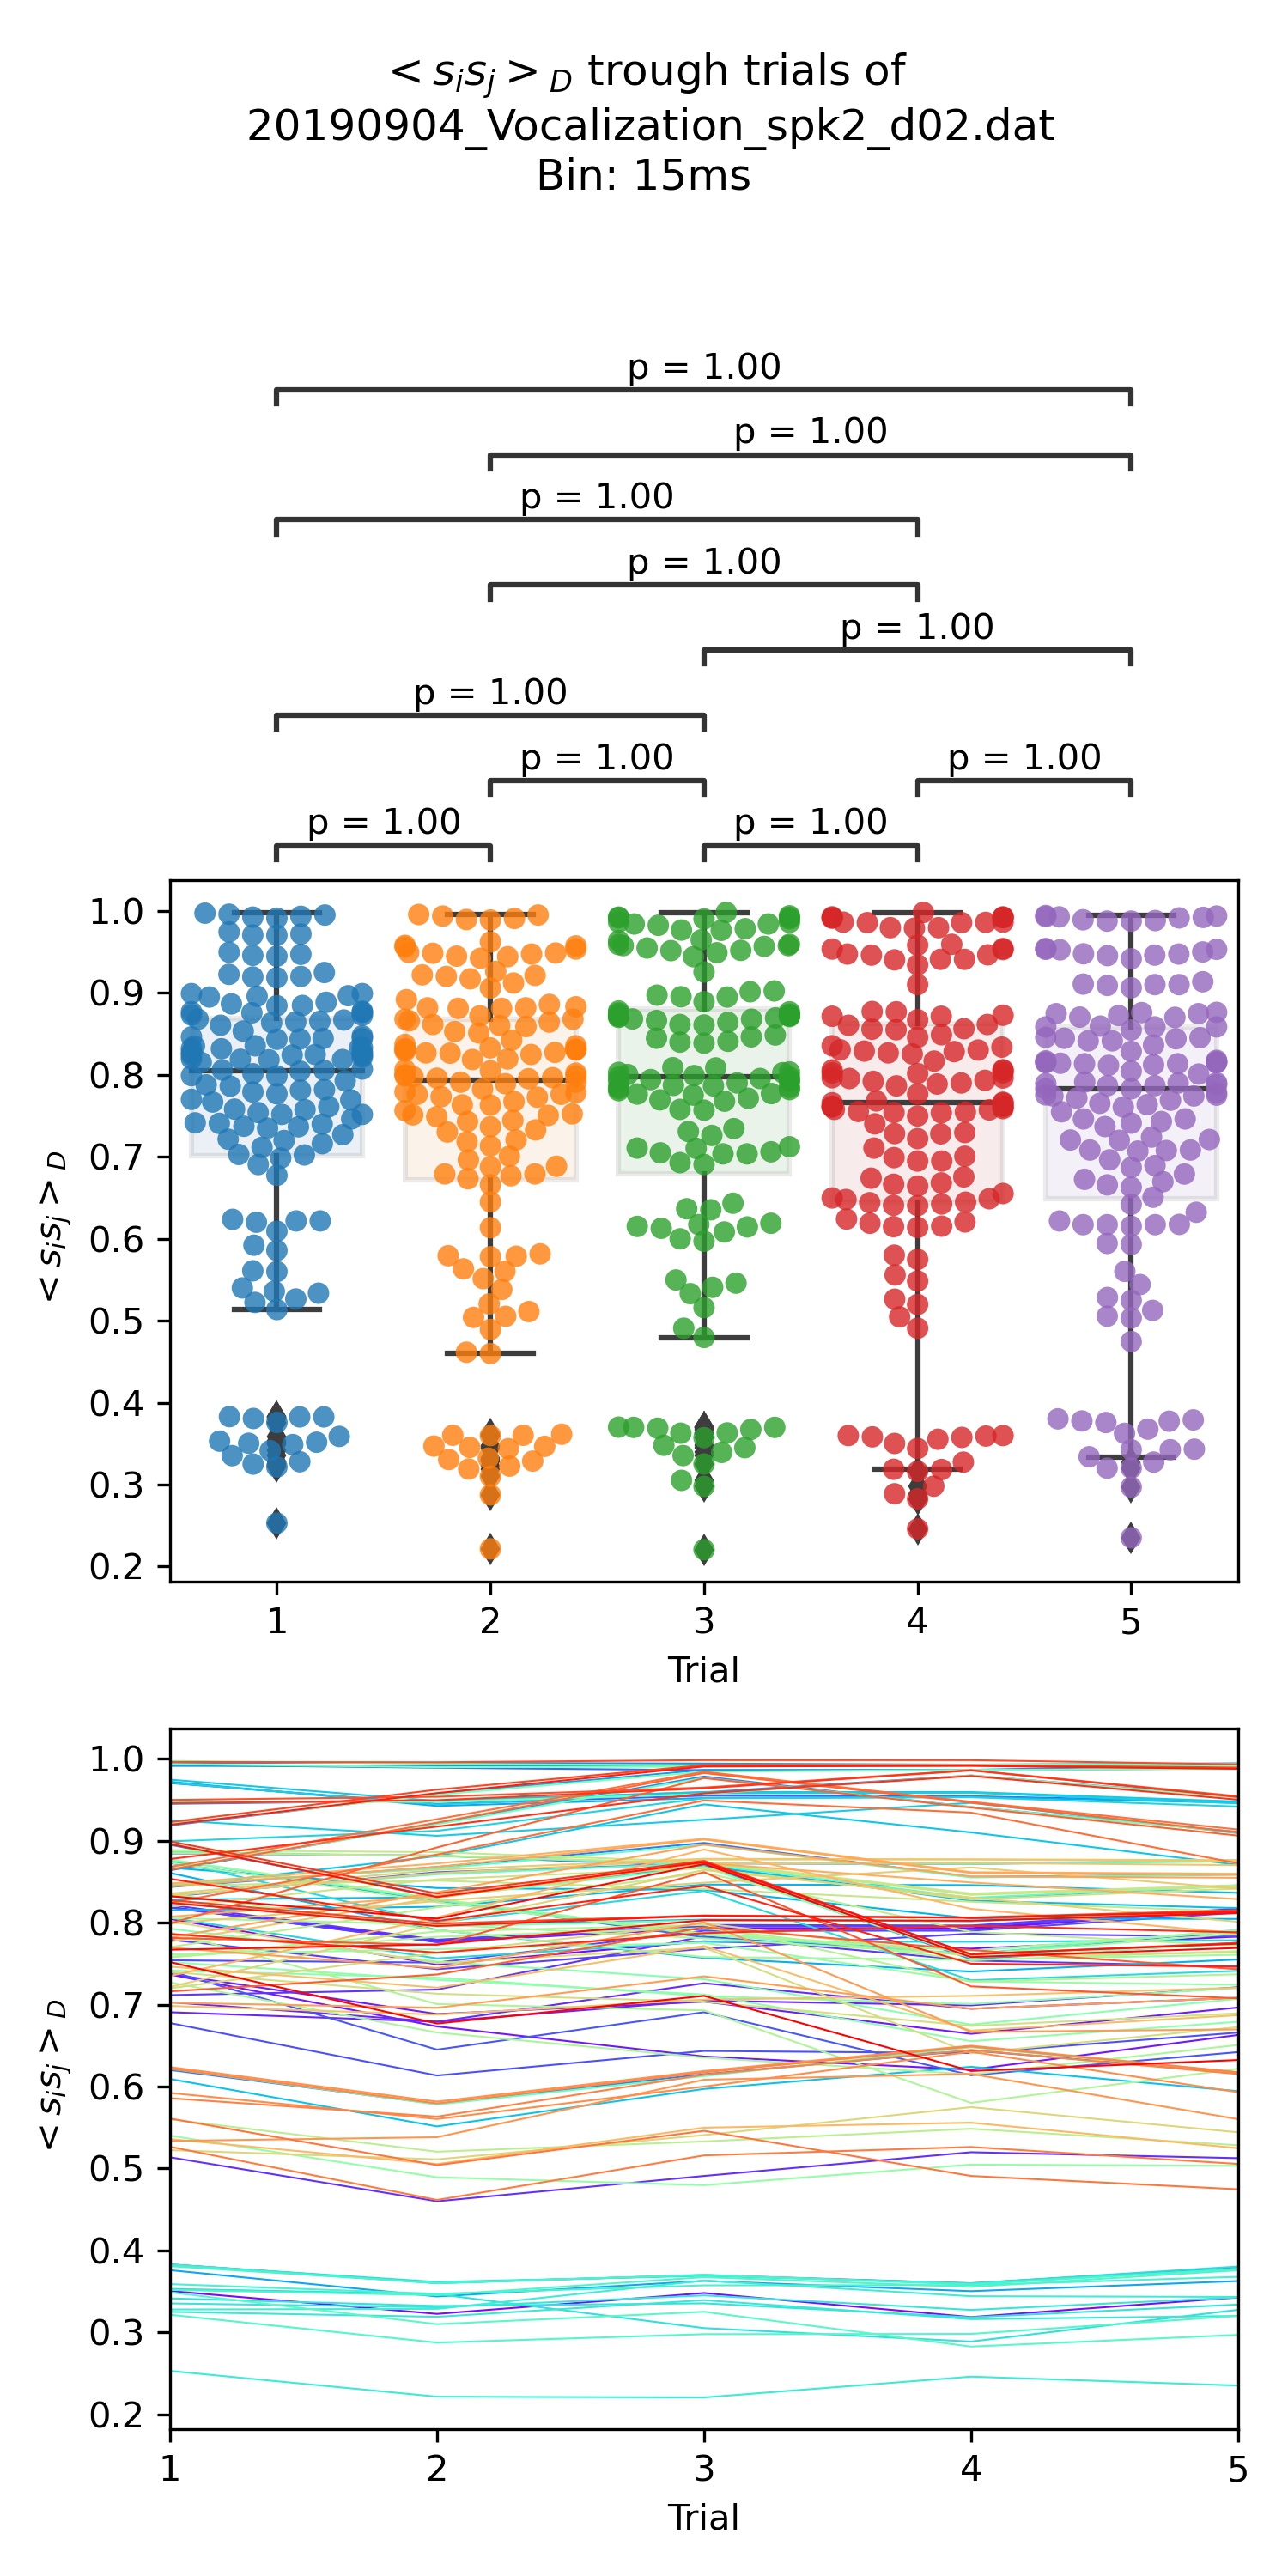 < s_i s_j >_D trough trials of
20190904_Vocalization_spk2_d02.dat
Bin: 15ms
p = 1.00
p = 1.00
p = 1.00
p = 1.00
p = 1.00
p = 1.00
p = 1.00 p = 1.00
p = 1.00 p = 1.00
1.0
0.9
0.8
0.7
0.6
0.5
0.4
0.3
0.2
< s_i s_j >_D
1 2 3 4 5
Trial
1.0
0.9
0.8
0.7
0.6
0.5
0.4
0.3
0.2
< s_i s_j >_D
1 2 3 4 5
Trial